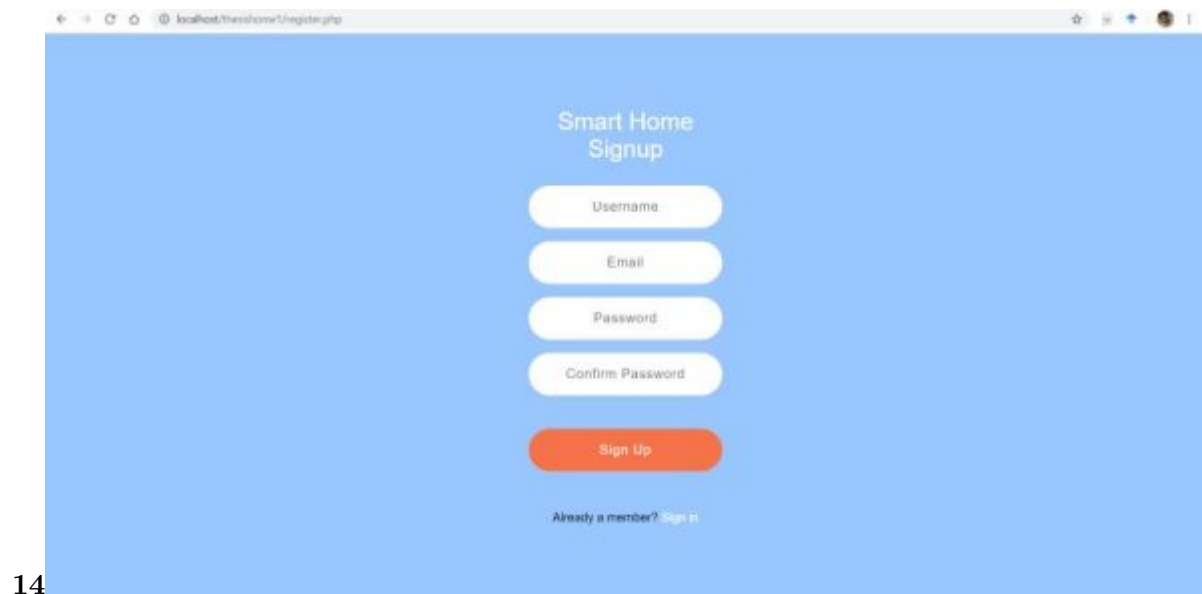 localhost/thesishome1/register.php
Smart Home
Signup
Username
Email
Password
Confirm Password
Sign Up
Already a member? Sign in
14